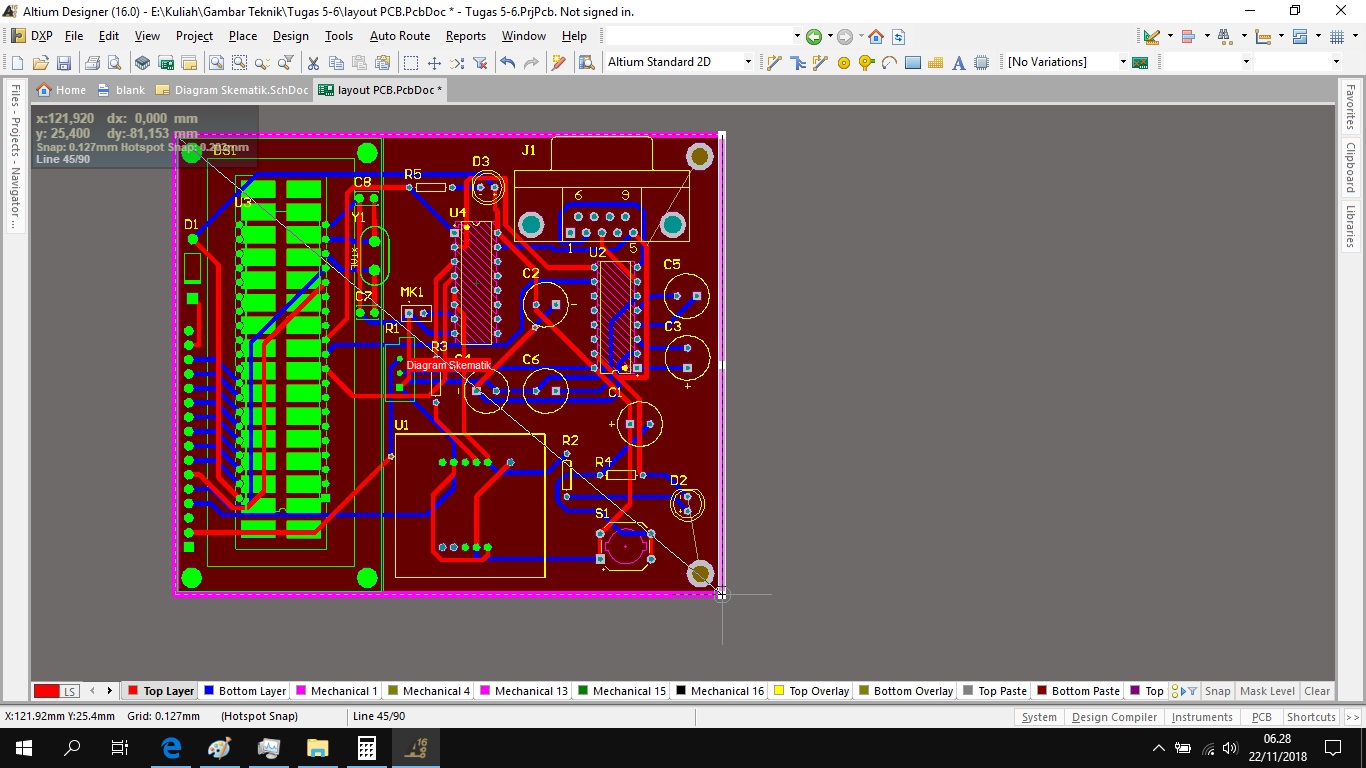 Altium Designer (16.0) - E:\Kuliah\Gambar Teknik\Tugas 5-6\layout PCB.PcbDoc * - Tugas 5-6.PrjPcb. Not signed in.
DXP File Edit View Project Place Design Tools Auto Route Reports Window Help
Altium Standard 2D [No Variations]
Home blank Diagram Skematik.SchDoc layout PCB.PcbDoc *
Files - Projects - Navigator ...
Favorites
Clipboard
Libraries
x:121,920 dx: 0,000 mm
y: 25,400 dy:-81,153 mm
Snap: 0.127mm Hotspot Snap: 0.203mm
Line 45/90
DS1
J1
D3
R5
C8
6 9
U3
Y1
U4
D1
1 5
XTAL
U2
C2
C5
C7
MK1
R1
C3
R3
C4
C6
Diagram Skematik
C1
U1
R2
R4
D2
S1
LS Top Layer Bottom Layer Mechanical 1 Mechanical 4 Mechanical 13 Mechanical 15 Mechanical 16 Top Overlay Bottom Overlay Top Paste Bottom Paste Top Snap Mask Level Clear
X:121.92mm Y:25.4mm Grid: 0.127mm (Hotspot Snap) Line 45/90 System Design Compiler Instruments PCB Shortcuts >>
06.28
22/11/2018